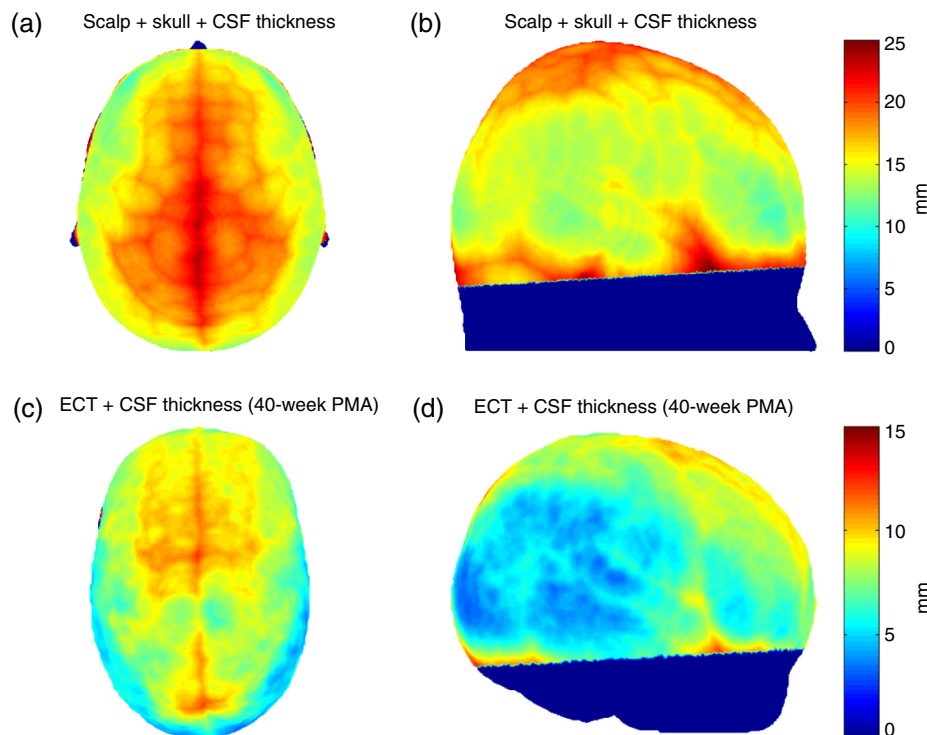 (a) Scalp + skull + CSF thickness
(b) Scalp + skull + CSF thickness
25
20
15
10
5
0
mm
(c) ECT + CSF thickness (40-week PMA)
(d) ECT + CSF thickness (40-week PMA)
15
10
5
0
mm